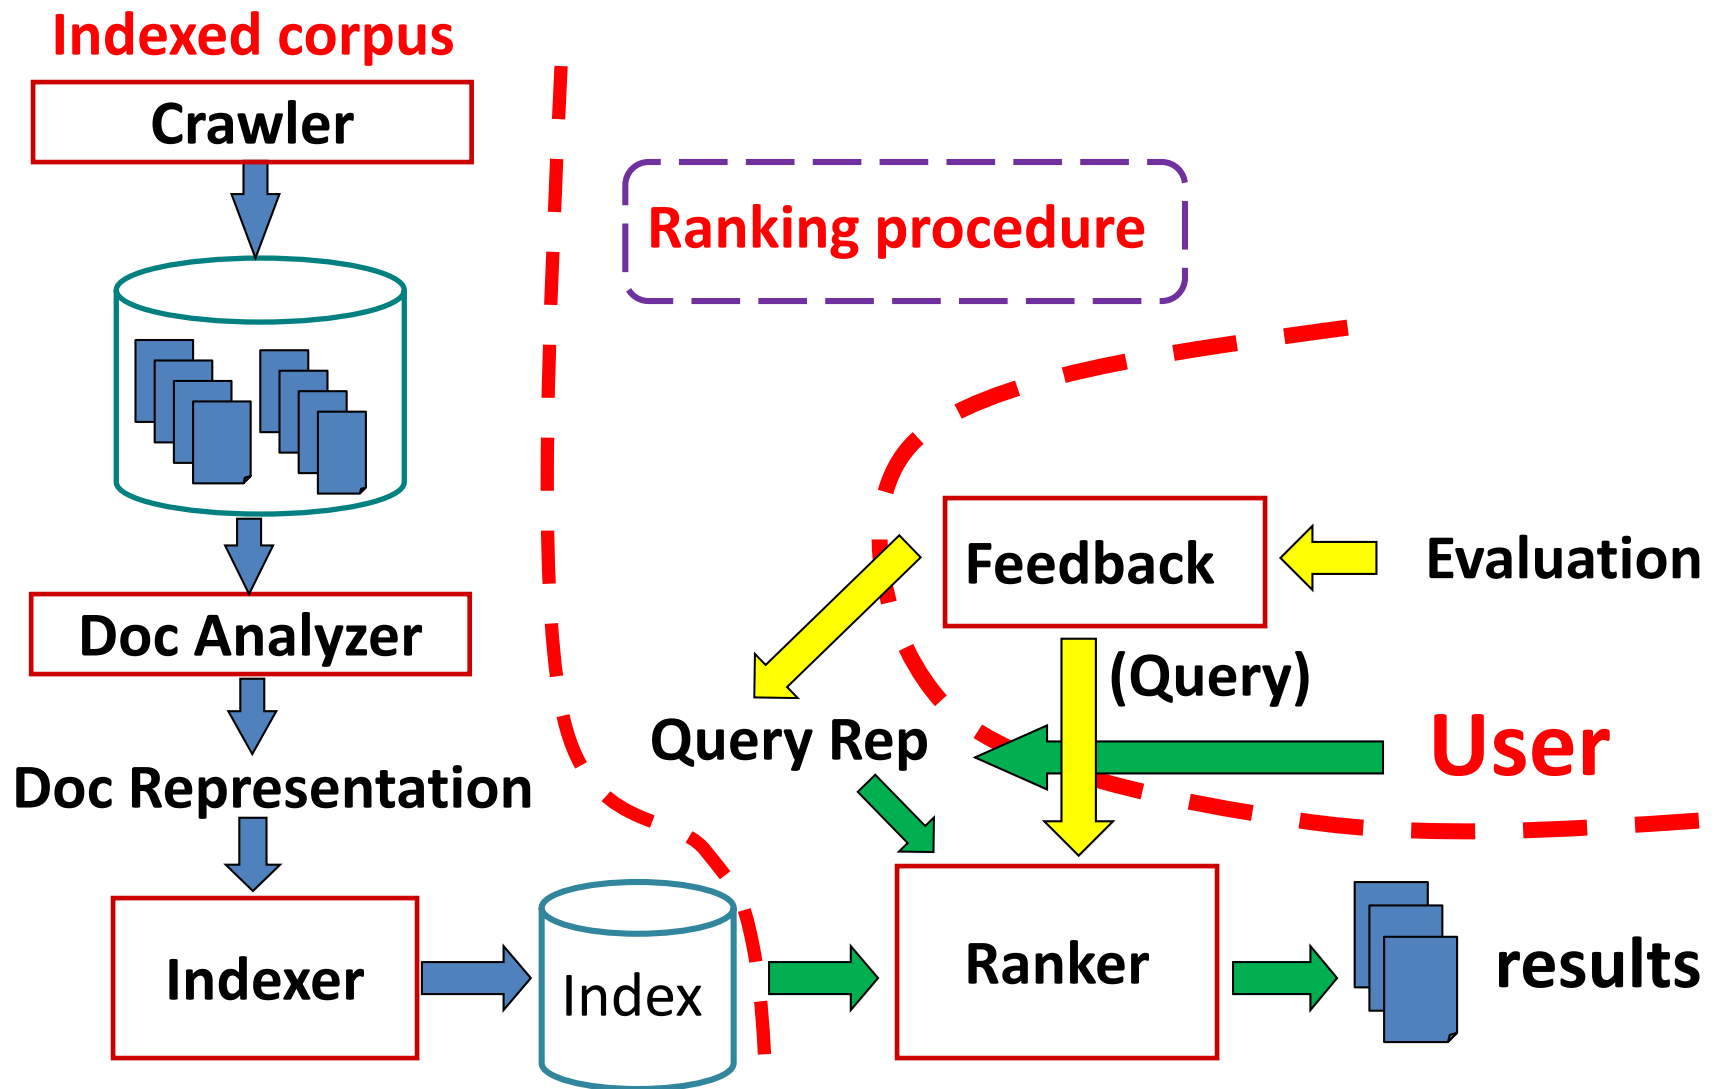 Indexed corpus
Crawler
Ranking procedure
Feedback
Evaluation
Doc Analyzer
(Query)
Query Rep
User
Doc Representation
Indexer
Index
Ranker
results